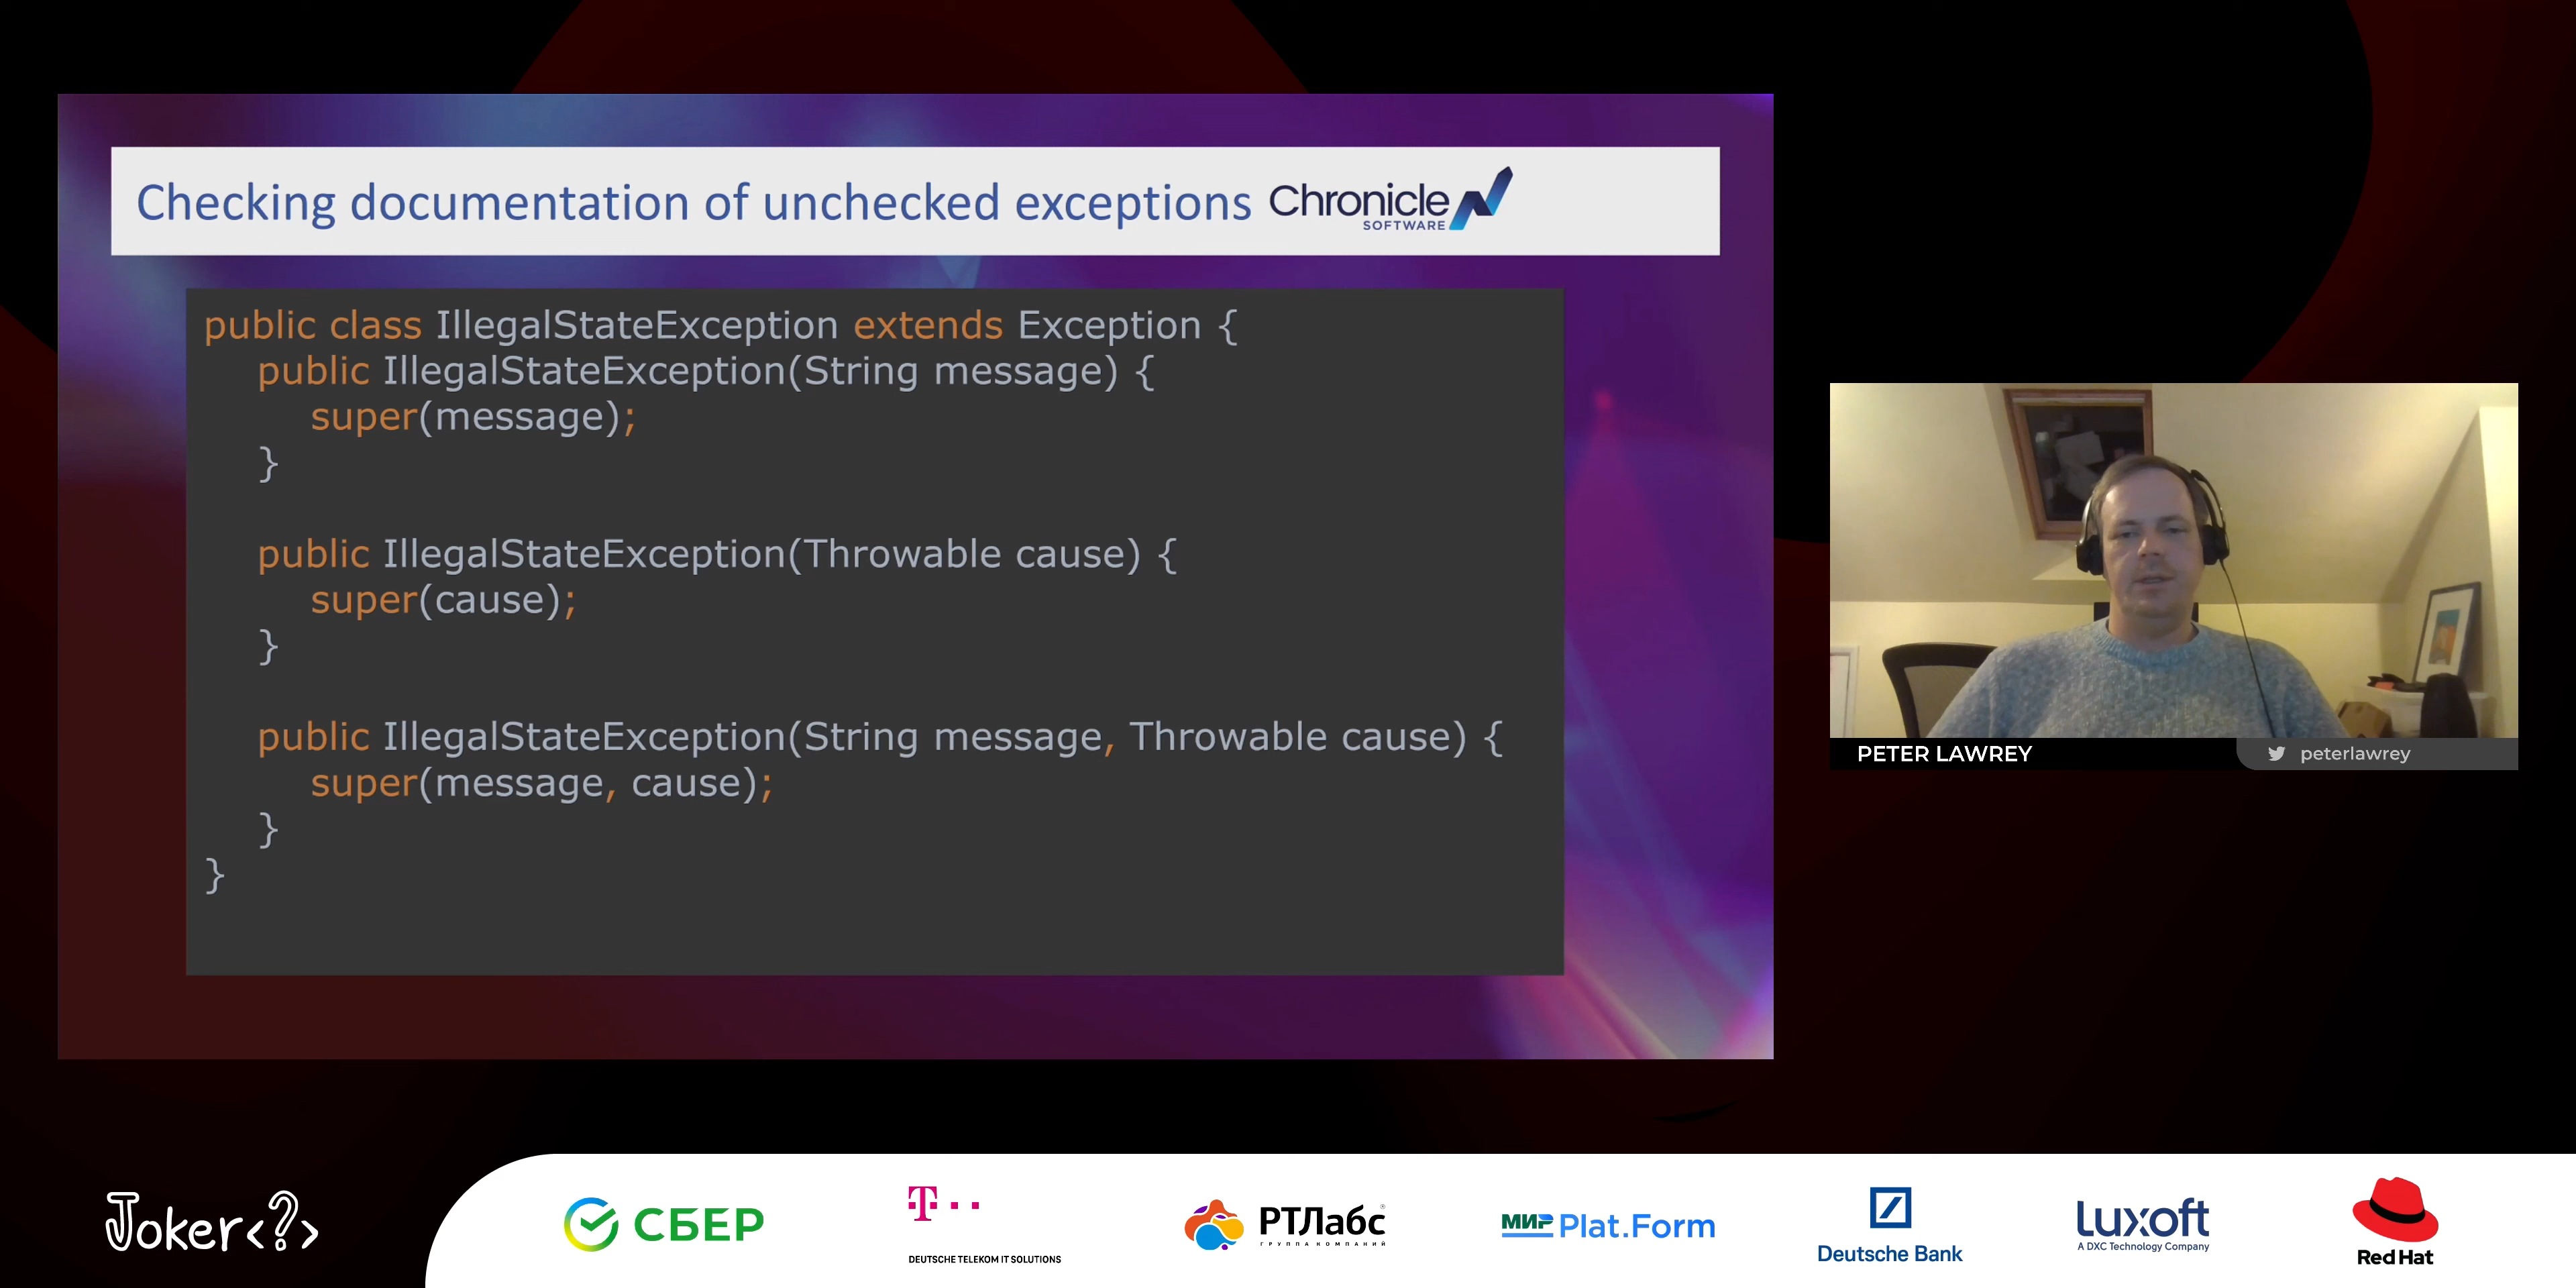 Checking documentation of unchecked exceptions
Chronicle
SOFTWARE
public class IllegalStateException extends Exception {
public IllegalStateException(String message) {
super(message);
}
public IllegalStateException(Throwable cause) {
super(cause);
}
public IllegalStateException(String message, Throwable cause) {
super(message, cause);
}
}
PETER LAWREY
peterlawrey
Joker<?>
СБЕР
T
DEUTSCHE TELEKOM IT SOLUTIONS
РТЛабс
ГРУППА КОМПАНИЙ
МИР Plat.Form
Deutsche Bank
Luxoft
A DXC Technology Company
Red Hat